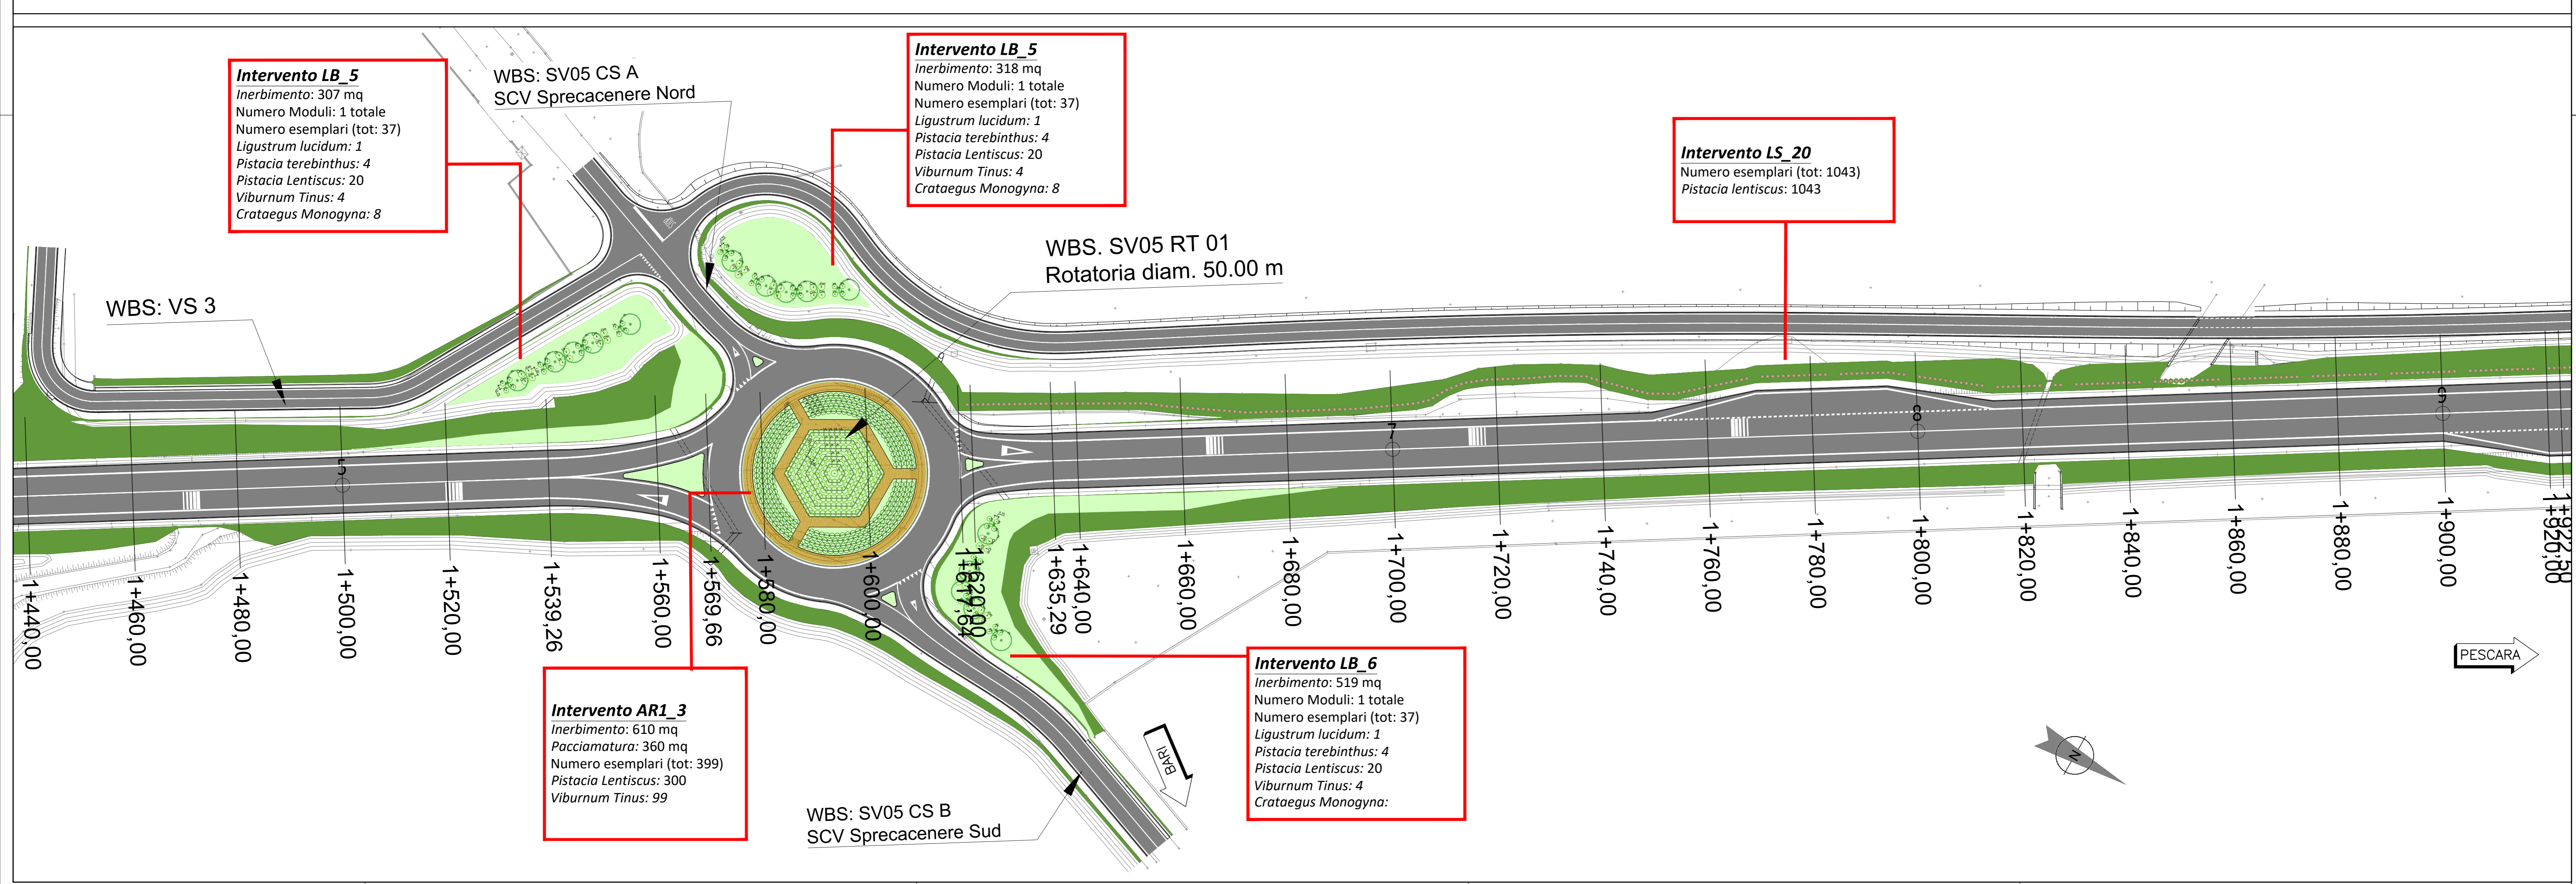 Intervento LB_5
Inerbimento: 307 mq
Numero Moduli: 1 totale
Numero esemplari (tot: 37)
Ligustrum lucidum: 1
Pistacia terebinthus: 4
Pistacia Lentiscus: 20
Viburnum Tinus: 4
Crataegus Monogyna: 8
WBS: SV05 CS A
SCV Sprecacenere Nord
Intervento LB_5
Inerbimento: 318 mq
Numero Moduli: 1 totale
Numero esemplari (tot: 37)
Ligustrum lucidum: 1
Pistacia terebinthus: 4
Pistacia Lentiscus: 20
Viburnum Tinus: 4
Crataegus Monogyna: 8
Intervento LS_20
Numero esemplari (tot: 1043)
Pistacia lentiscus: 1043
WBS. SV05 RT 01
Rotatoria diam. 50.00 m
WBS: VS 3
5
7
8
9
1+440,00
1+460,00
1+480,00
1+500,00
1+520,00
1+539,26
1+560,00
1+569,66
1+580,00
1+600,00
1+617,64
1+620,00
1+635,29
1+640,00
1+660,00
1+680,00
1+700,00
1+720,00
1+740,00
1+760,00
1+780,00
1+800,00
1+820,00
1+840,00
1+860,00
1+880,00
1+900,00
1+920,00
Intervento AR1_3
Inerbimento: 610 mq
Pacciamatura: 360 mq
Numero esemplari (tot: 399)
Pistacia Lentiscus: 300
Viburnum Tinus: 99
Intervento LB_6
Inerbimento: 519 mq
Numero Moduli: 1 totale
Numero esemplari (tot: 37)
Ligustrum lucidum: 1
Pistacia terebinthus: 4
Pistacia Lentiscus: 20
Viburnum Tinus: 4
Crataegus Monogyna:
WBS: SV05 CS B
SCV Sprecacenere Sud
BARI
PESCARA
N